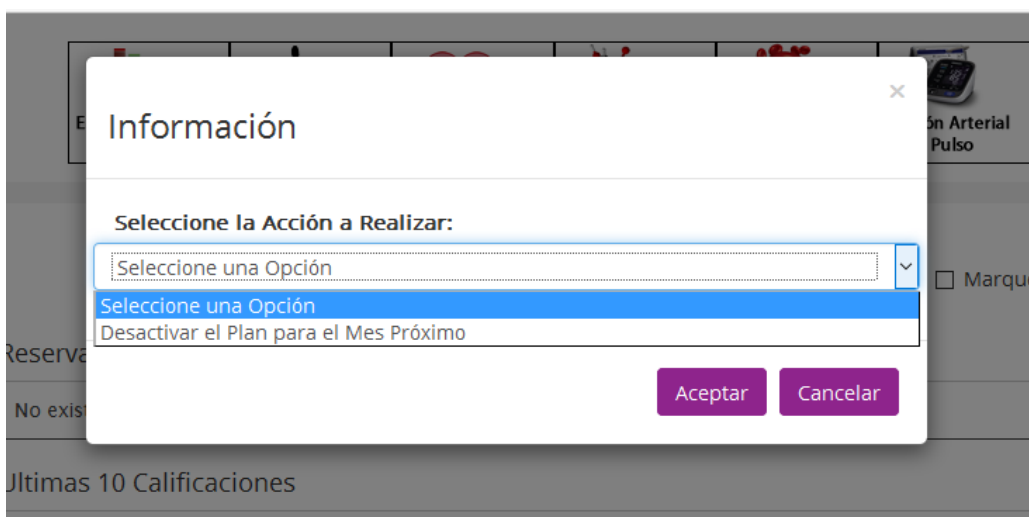 Información
×
ón Arterial
Pulso
Seleccione la Acción a Realizar:
Seleccione una Opción
Seleccione una Opción
Desactivar el Plan para el Mes Próximo
Marque
Reserva
No exist
Aceptar
Cancelar
Ultimas 10 Calificaciones